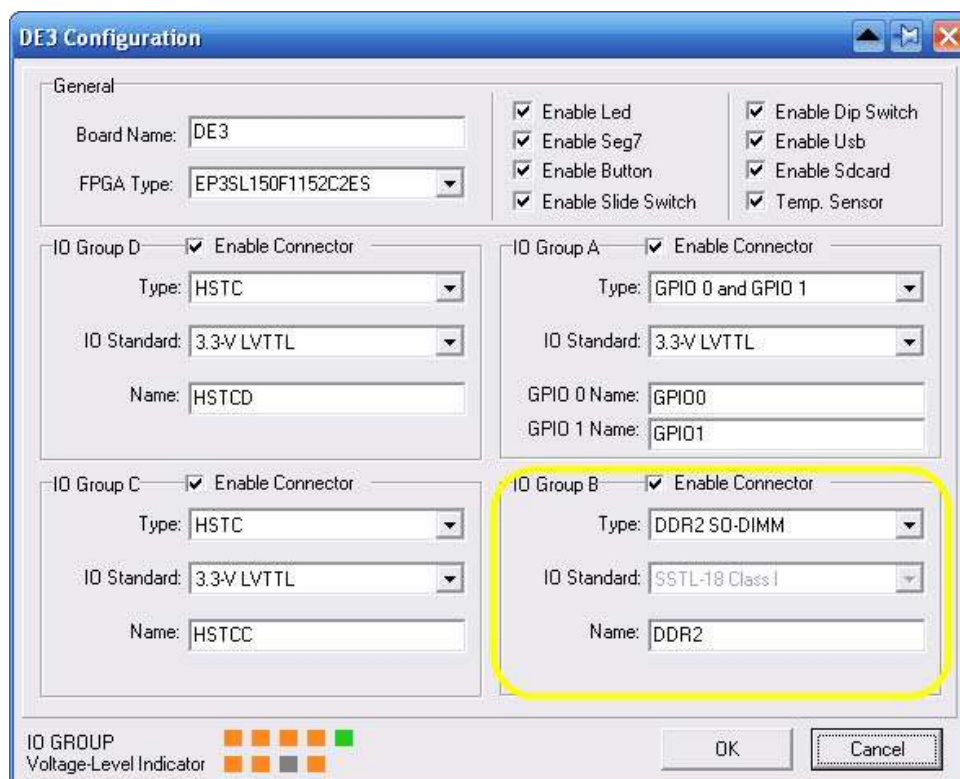 DE3 Configuration
General
Board Name: DE3
FPGA Type: EP3SL150F1152C2ES
Enable Led
Enable Seg7
Enable Button
Enable Slide Switch
Enable Dip Switch
Enable Usb
Enable Sdcard
Temp. Sensor
IO Group D Enable Connector
Type: HSTC
IO Standard: 3.3-V LVTTL
Name: HSTCD
IO Group A Enable Connector
Type: GPIO 0 and GPIO 1
IO Standard: 3.3-V LVTTL
GPIO 0 Name: GPIO0
GPIO 1 Name: GPIO1
IO Group C Enable Connector
Type: HSTC
IO Standard: 3.3-V LVTTL
Name: HSTCC
IO Group B Enable Connector
Type: DDR2 SO-DIMM
IO Standard: SSTL-18 Class I
Name: DDR2
IO GROUP
Voltage-Level Indicator
OK
Cancel